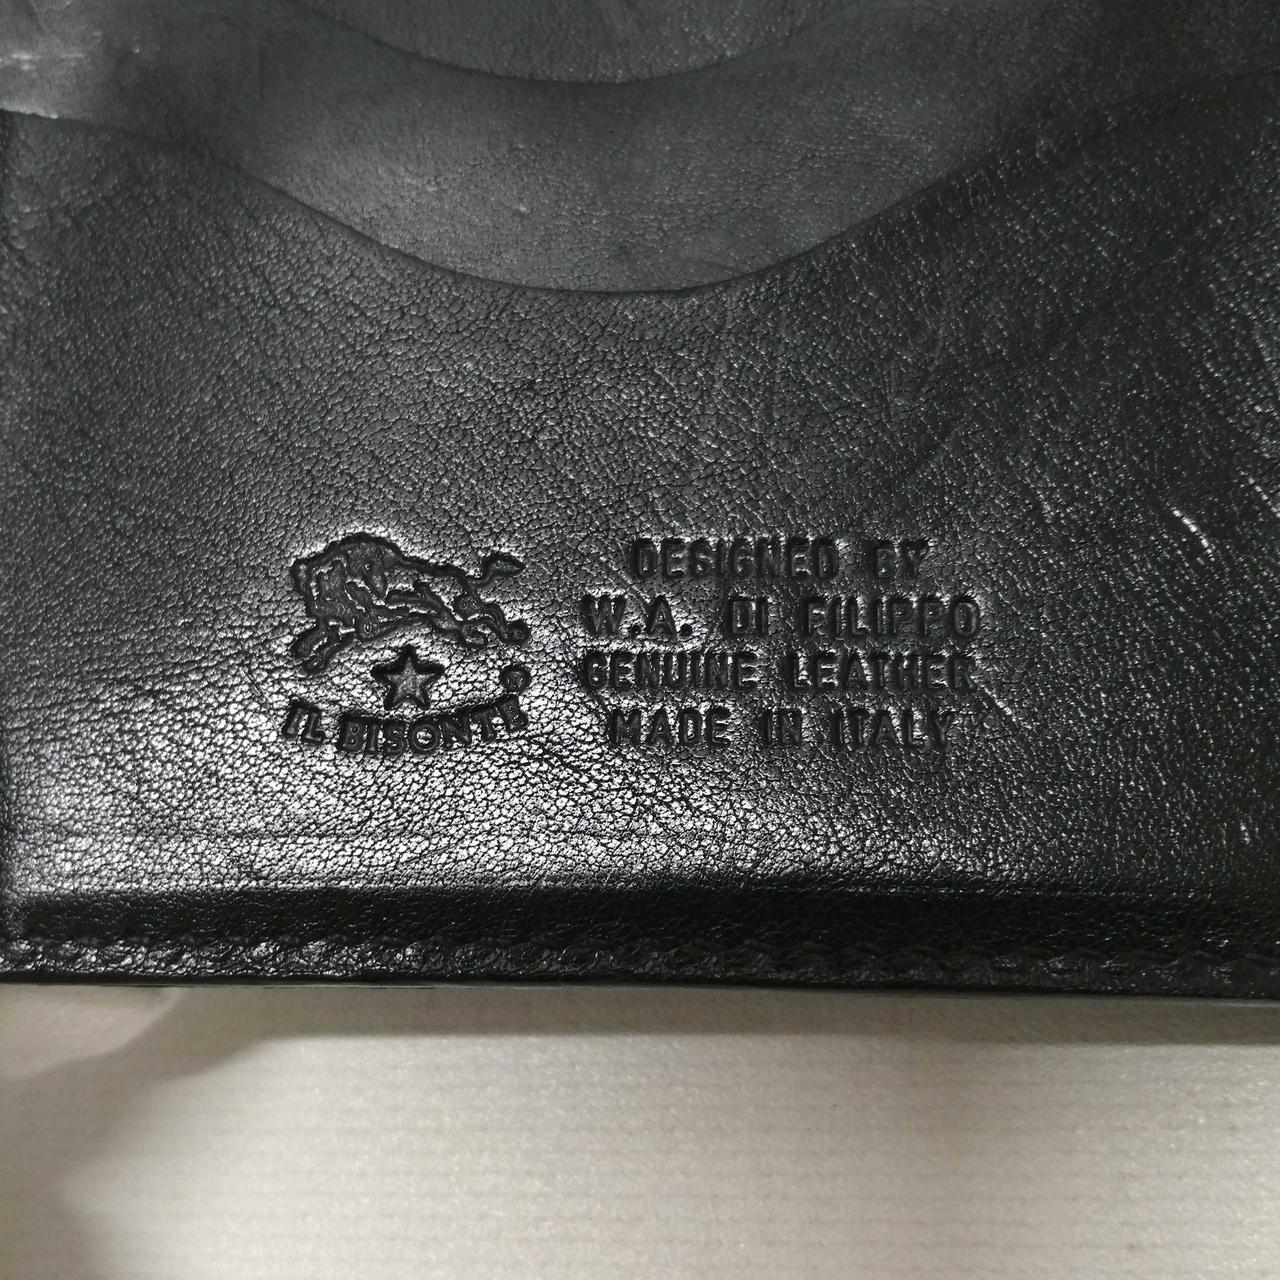 IL BISONTE
DESIGNED BY
W.A. DI FILIPPO
GENUINE LEATHER
MADE IN ITALY